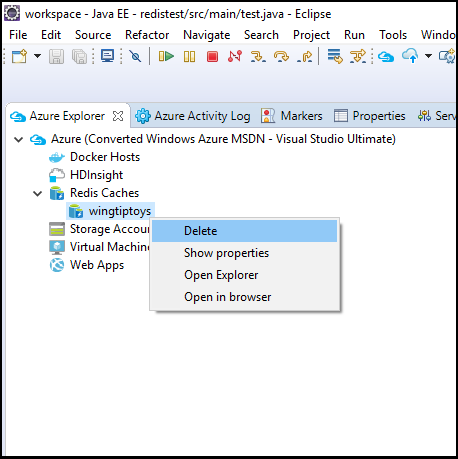 workspace - Java EE - redistest/src/main/test.java - Eclipse
File Edit Source Refactor Navigate Search Project Run Tools Windo
Azure Explorer Azure Activity Log Markers Properties Serv
Azure (Converted Windows Azure MSDN - Visual Studio Ultimate)
Docker Hosts
HDInsight
Redis Caches
wingtiptoys
Storage Accou
Virtual Machin
Web Apps
Delete
Show properties
Open Explorer
Open in browser